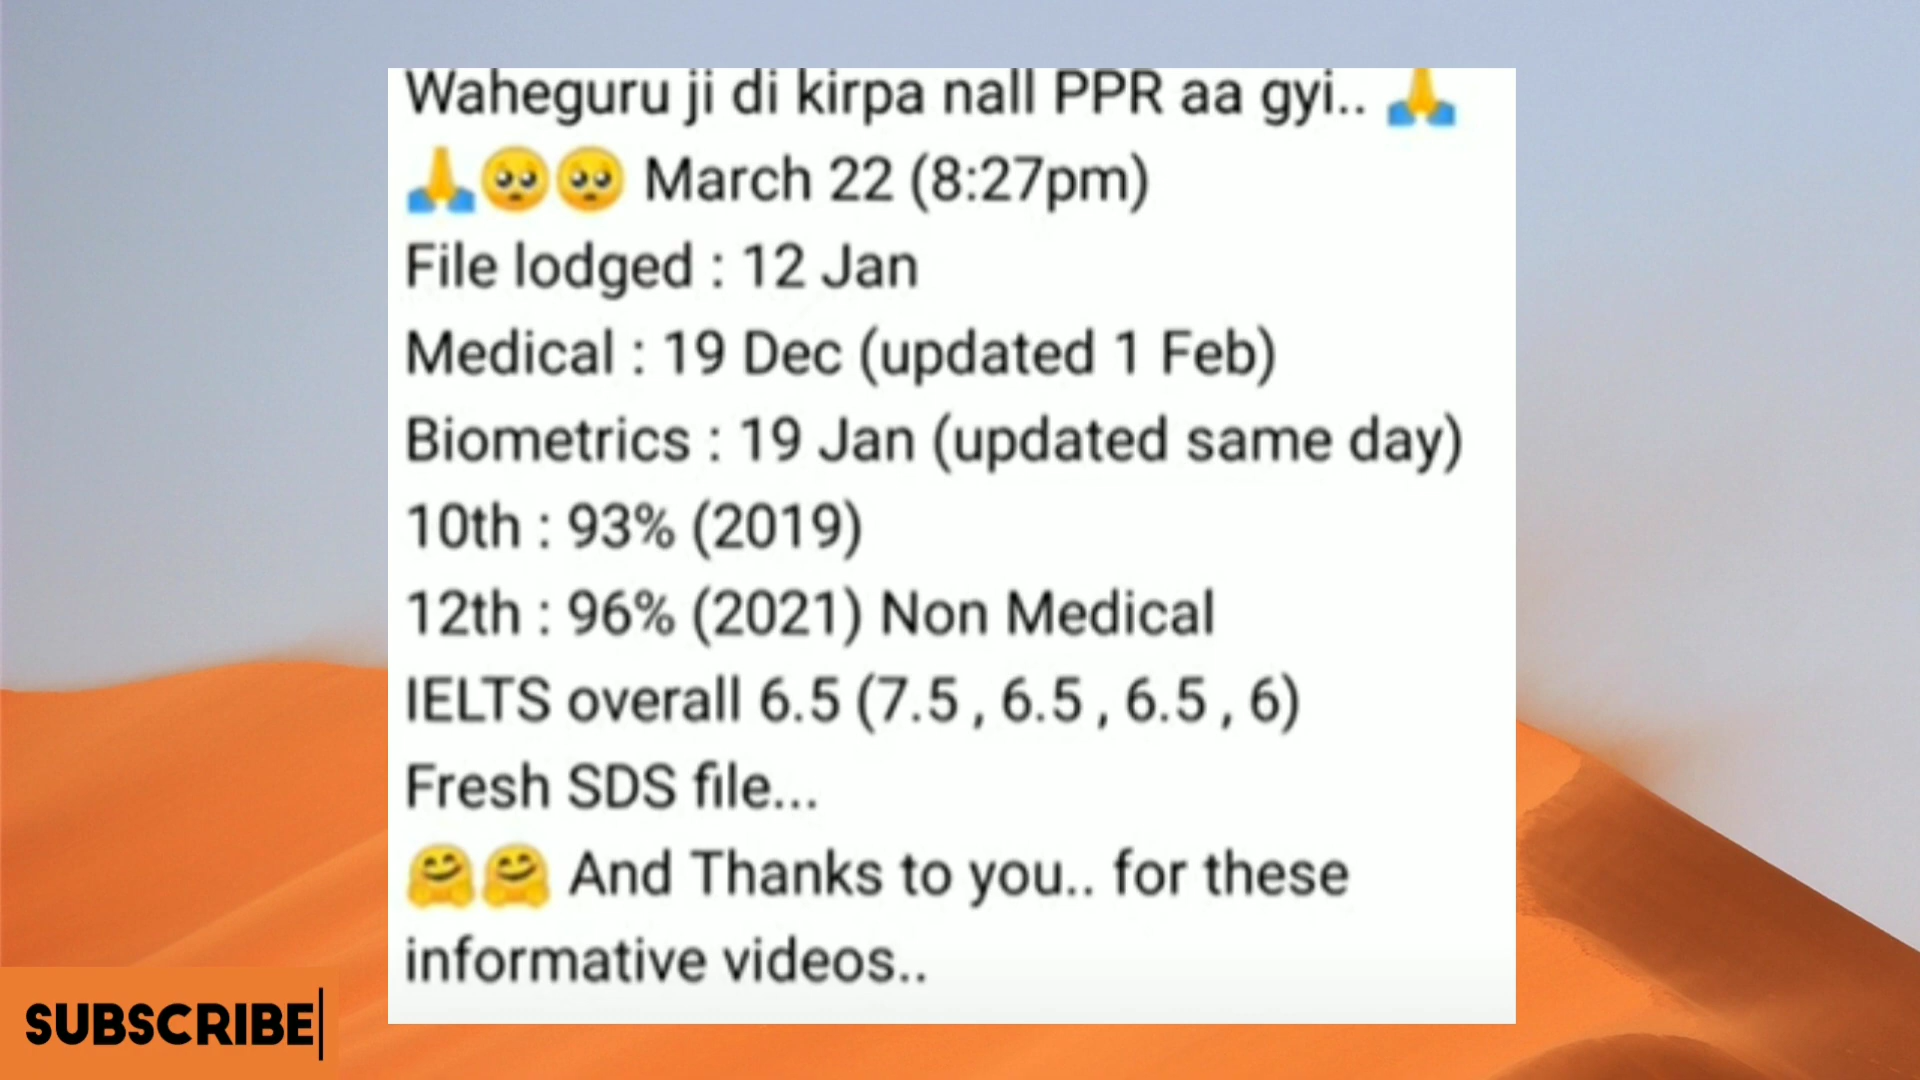 Waheguru ji di kirpa nall PPR aa gyi.. 🙏
🙏🥺🥺 March 22 (8:27pm)
File lodged : 12 Jan
Medical : 19 Dec (updated 1 Feb)
Biometrics : 19 Jan (updated same day)
10th : 93% (2019)
12th : 96% (2021) Non Medical
IELTS overall 6.5 (7.5 , 6.5 , 6.5 , 6)
Fresh SDS file...
🤗🤗 And Thanks to you.. for these
informative videos..
SUBSCRIBE